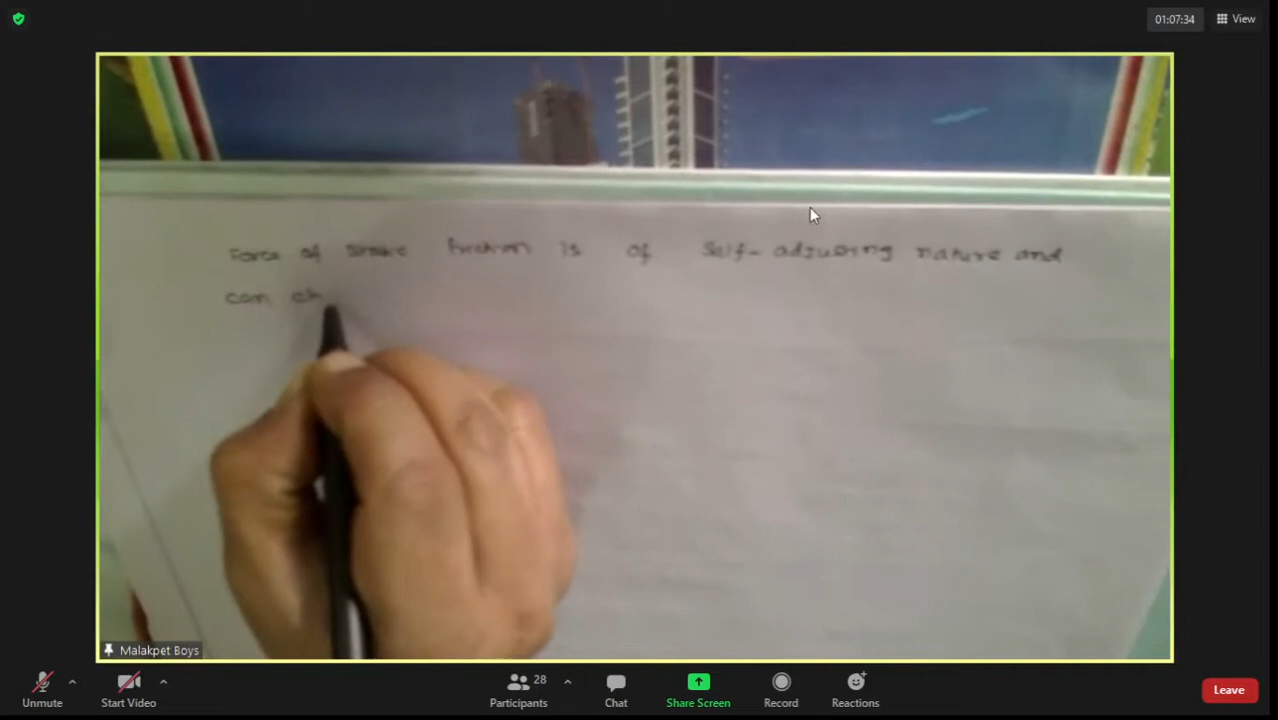 01:07:34
View
Force of static friction is of Self-adjusting nature and
can ch
Malakpet Boys
Unmute
Start Video
28
Participants
Chat
Share Screen
Record
Reactions
Leave